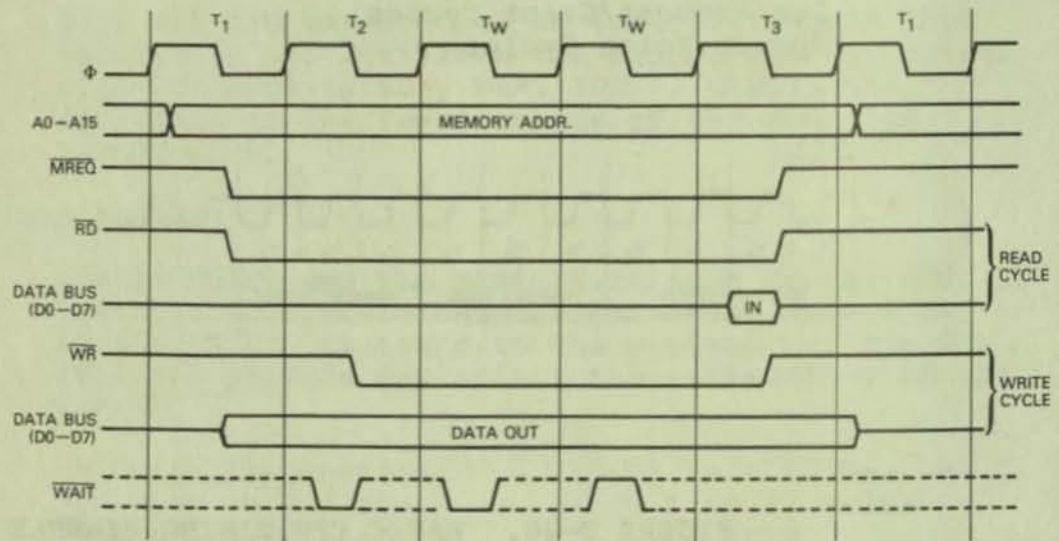 T1 T2 TW TW T3 T1
Φ
A0–A15 MEMORY ADDR.
MREQ
RD
READ CYCLE
DATA BUS (D0–D7) IN
WR
WRITE CYCLE
DATA BUS (D0–D7) DATA OUT
WAIT